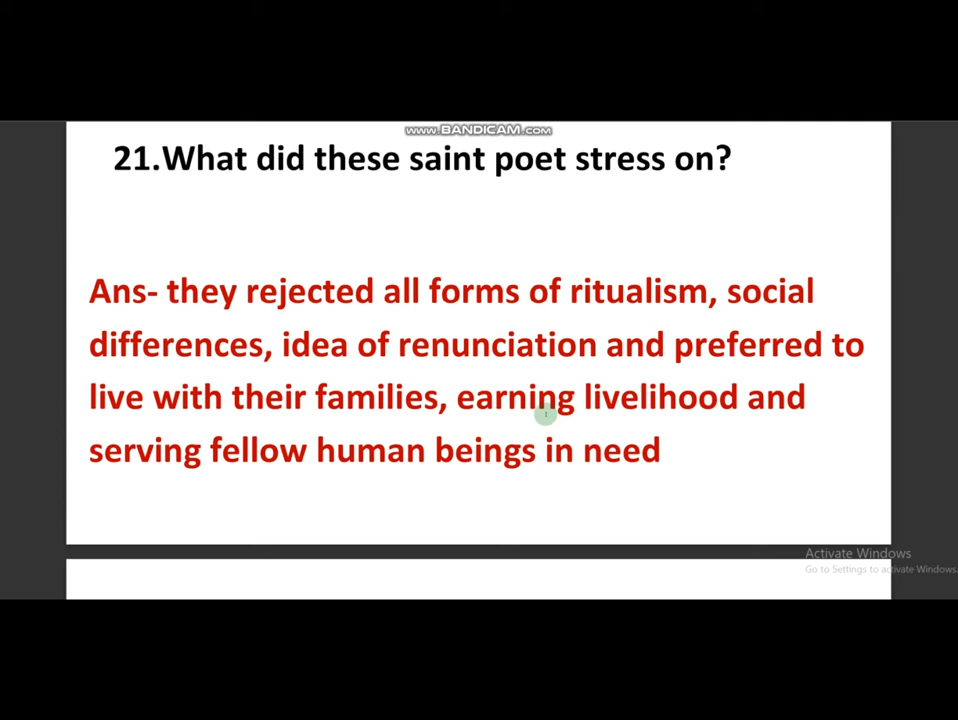 www.BANDICAM.com
21.What did these saint poet stress on?
Ans- they rejected all forms of ritualism, social
differences, idea of renunciation and preferred to
live with their families, earning livelihood and
serving fellow human beings in need
Activate Windows
Go to Settings to activate Windows.